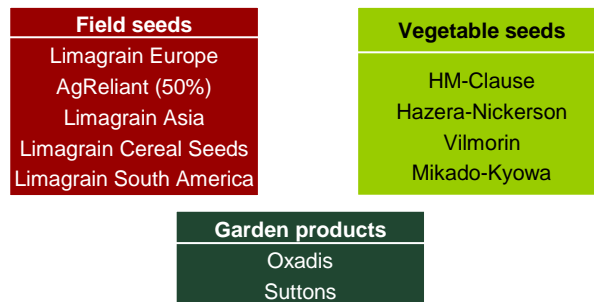 Field seeds
Limagrain Europe
AgReliant (50%)
Limagrain Asia
Limagrain Cereal Seeds
Limagrain South America
Vegetable seeds
HM-Clause
Hazera-Nickerson
Vilmorin
Mikado-Kyowa
Garden products
Oxadis
Suttons